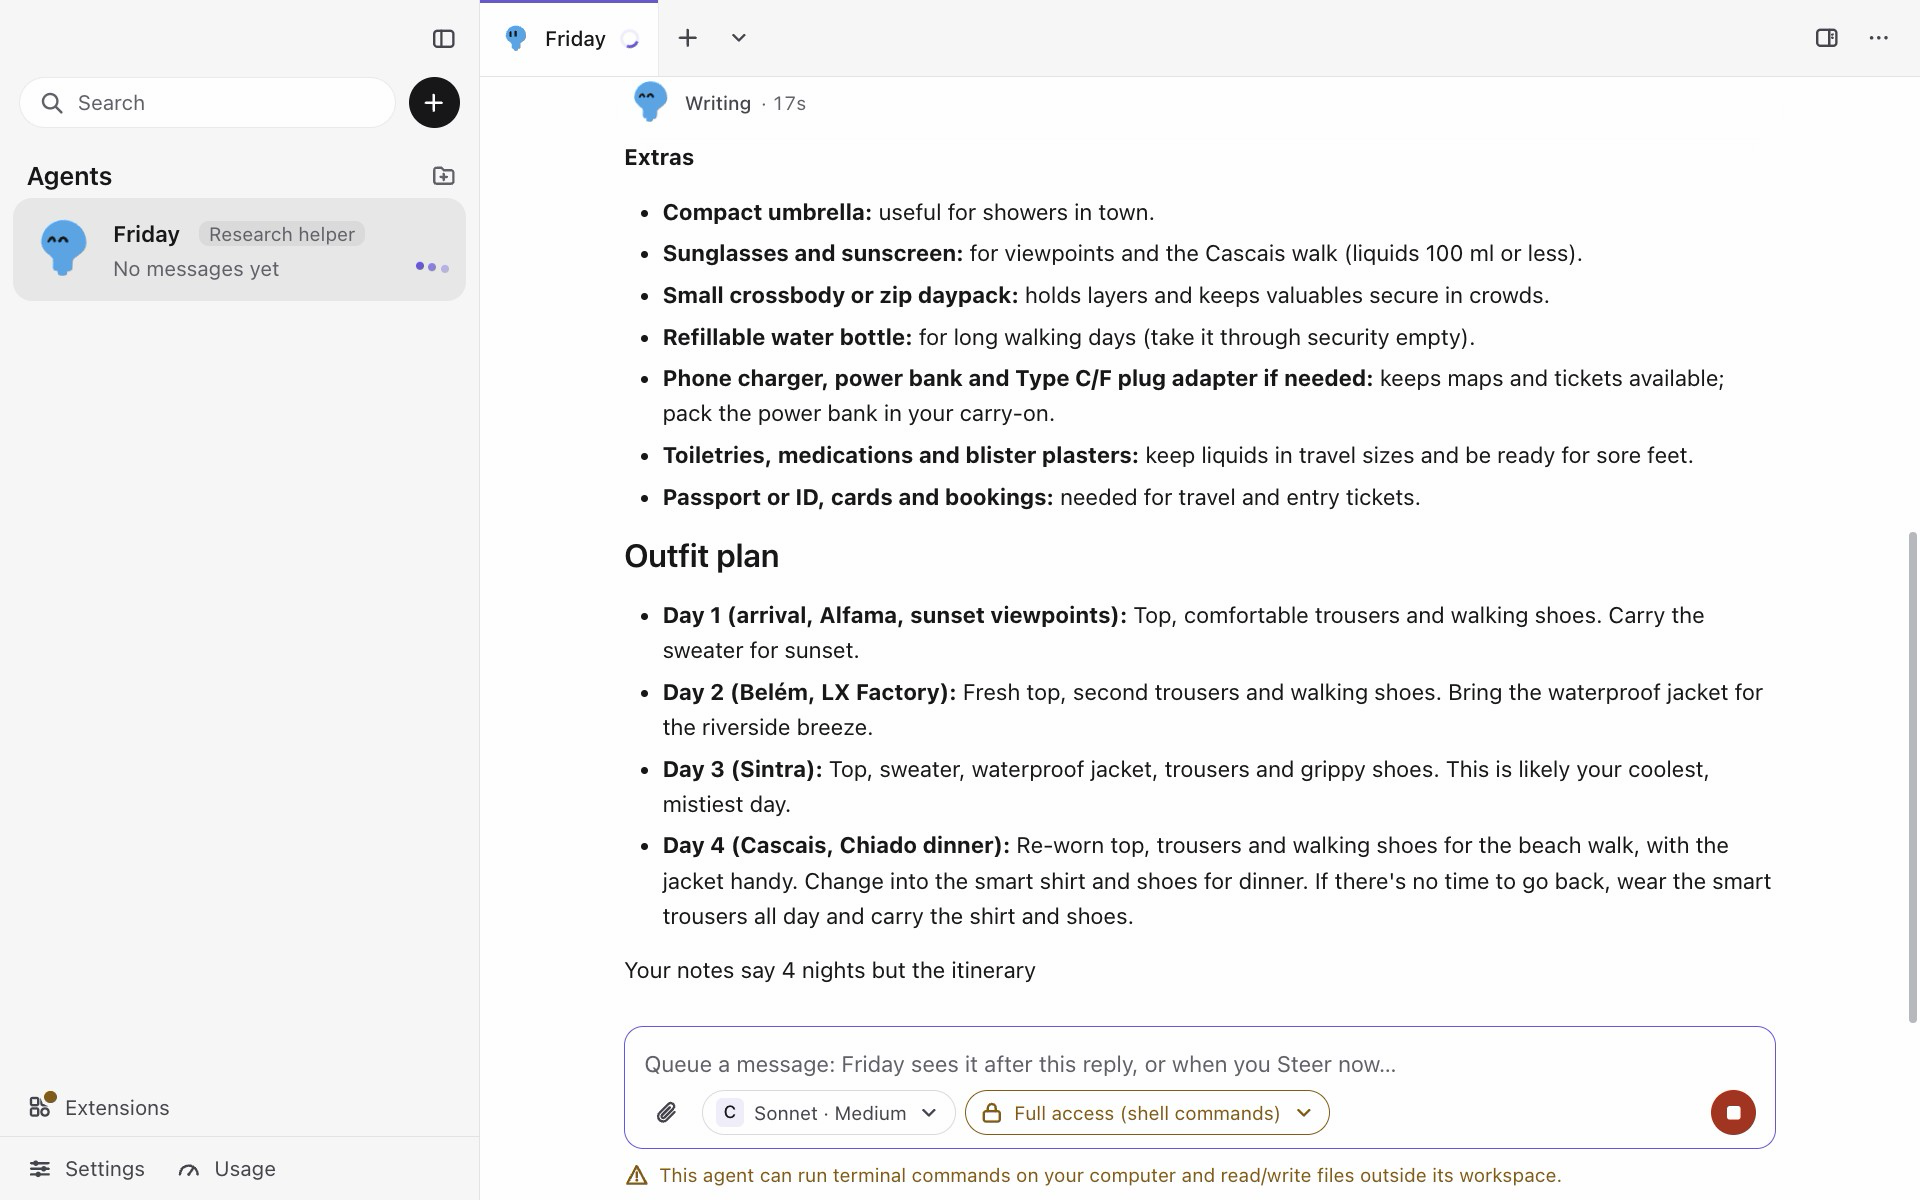 Friday
Search
Agents
Friday Research helper
No messages yet
Extensions
Settings Usage
Writing · 17s
Extras
• Compact umbrella: useful for showers in town.
• Sunglasses and sunscreen: for viewpoints and the Cascais walk (liquids 100 ml or less).
• Small crossbody or zip daypack: holds layers and keeps valuables secure in crowds.
• Refillable water bottle: for long walking days (take it through security empty).
• Phone charger, power bank and Type C/F plug adapter if needed: keeps maps and tickets available;
pack the power bank in your carry-on.
• Toiletries, medications and blister plasters: keep liquids in travel sizes and be ready for sore feet.
• Passport or ID, cards and bookings: needed for travel and entry tickets.
Outfit plan
• Day 1 (arrival, Alfama, sunset viewpoints): Top, comfortable trousers and walking shoes. Carry the
sweater for sunset.
• Day 2 (Belém, LX Factory): Fresh top, second trousers and walking shoes. Bring the waterproof jacket for
the riverside breeze.
• Day 3 (Sintra): Top, sweater, waterproof jacket, trousers and grippy shoes. This is likely your coolest,
mistiest day.
• Day 4 (Cascais, Chiado dinner): Re-worn top, trousers and walking shoes for the beach walk, with the
jacket handy. Change into the smart shirt and shoes for dinner. If there's no time to go back, wear the smart
trousers all day and carry the shirt and shoes.
Your notes say 4 nights but the itinerary
Queue a message: Friday sees it after this reply, or when you Steer now...
C Sonnet · Medium Full access (shell commands)
This agent can run terminal commands on your computer and read/write files outside its workspace.